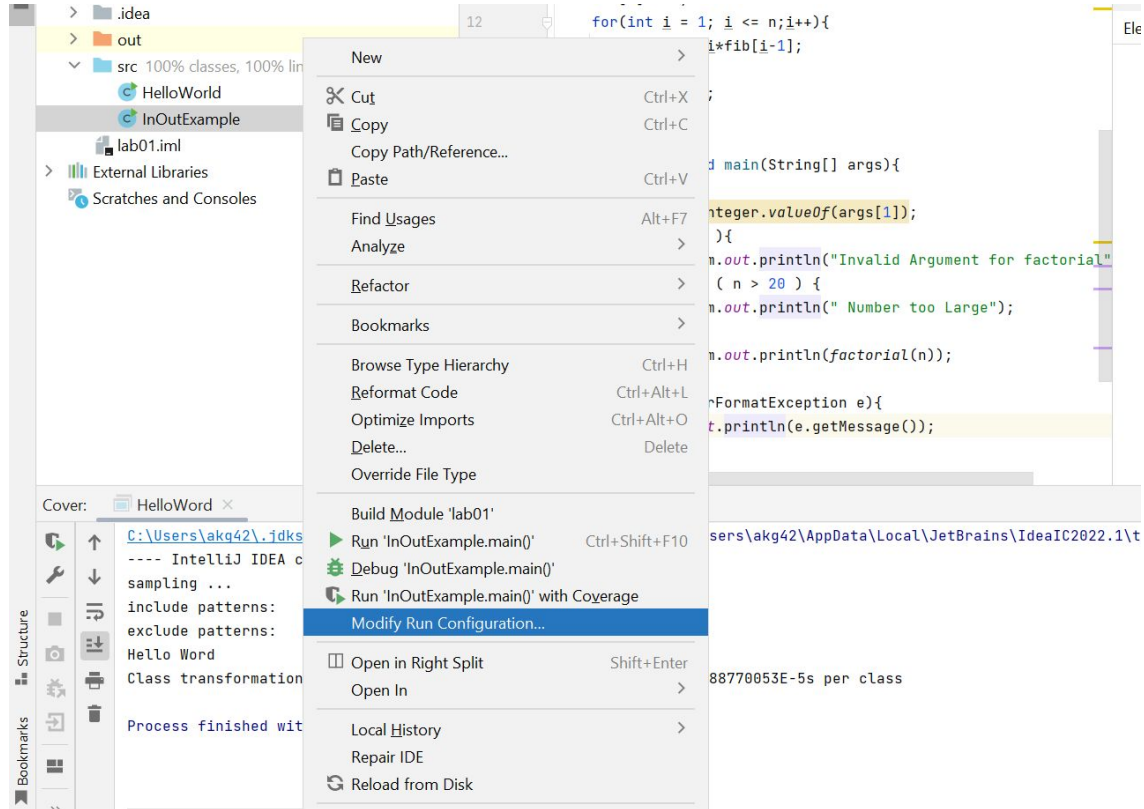 .idea
out
src 100% classes, 100% lin
HelloWorld
InOutExample
lab01.iml
External Libraries
Scratches and Consoles
12
for(int i = 1; i <= n;i++){
i*fib[i-1];
;
d main(String[] args){
nteger.valueOf(args[1]);
){
m.out.println("Invalid Argument for factorial"
( n > 20 ) {
m.out.println(" Number too Large");
m.out.println(factorial(n));
rFormatException e){
t.println(e.getMessage());
Ele
New
Cut Ctrl+X
Copy Ctrl+C
Copy Path/Reference...
Paste Ctrl+V
Find Usages Alt+F7
Analyze
Refactor
Bookmarks
Browse Type Hierarchy Ctrl+H
Reformat Code Ctrl+Alt+L
Optimize Imports Ctrl+Alt+O
Delete... Delete
Override File Type
Build Module 'lab01'
Run 'InOutExample.main()' Ctrl+Shift+F10
Debug 'InOutExample.main()'
Run 'InOutExample.main()' with Coverage
Modify Run Configuration...
Open in Right Split Shift+Enter
Open In
Local History
Repair IDE
Reload from Disk
Cover: HelloWord
C:\Users\akg42\.jdks
sers\akg42\AppData\Local\JetBrains\IdeaIC2022.1\t
---- IntelliJ IDEA c
sampling ...
include patterns:
exclude patterns:
Hello Word
Class transformation
88770053E-5s per class
Process finished wit
Structure
Bookmarks